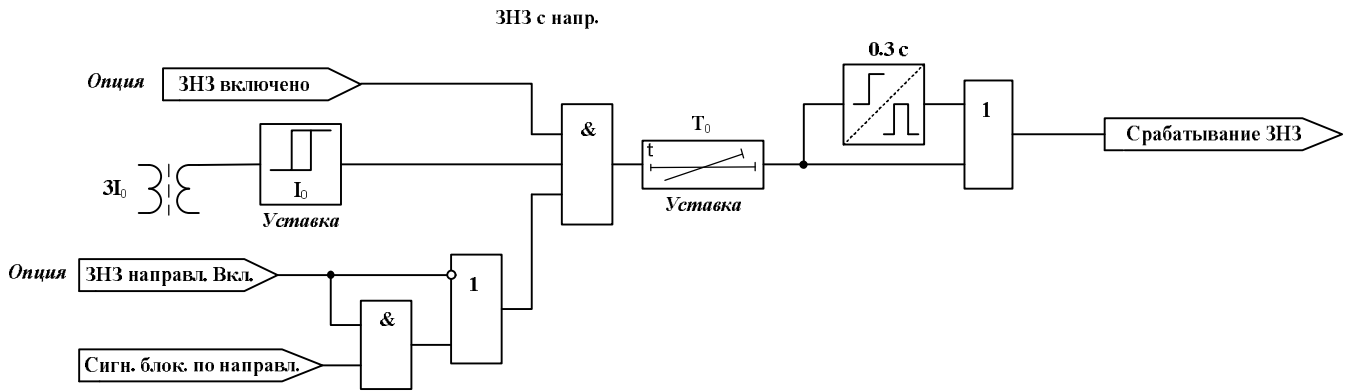 ЗНЗ с напр.
0.3 с
Опция
ЗНЗ включено
&
T₀
t
1
Срабатывание ЗНЗ
3I₀
I₀
Уставка
Уставка
Опция
ЗНЗ направл. Вкл.
1
&
Сигн. блок. по направл.